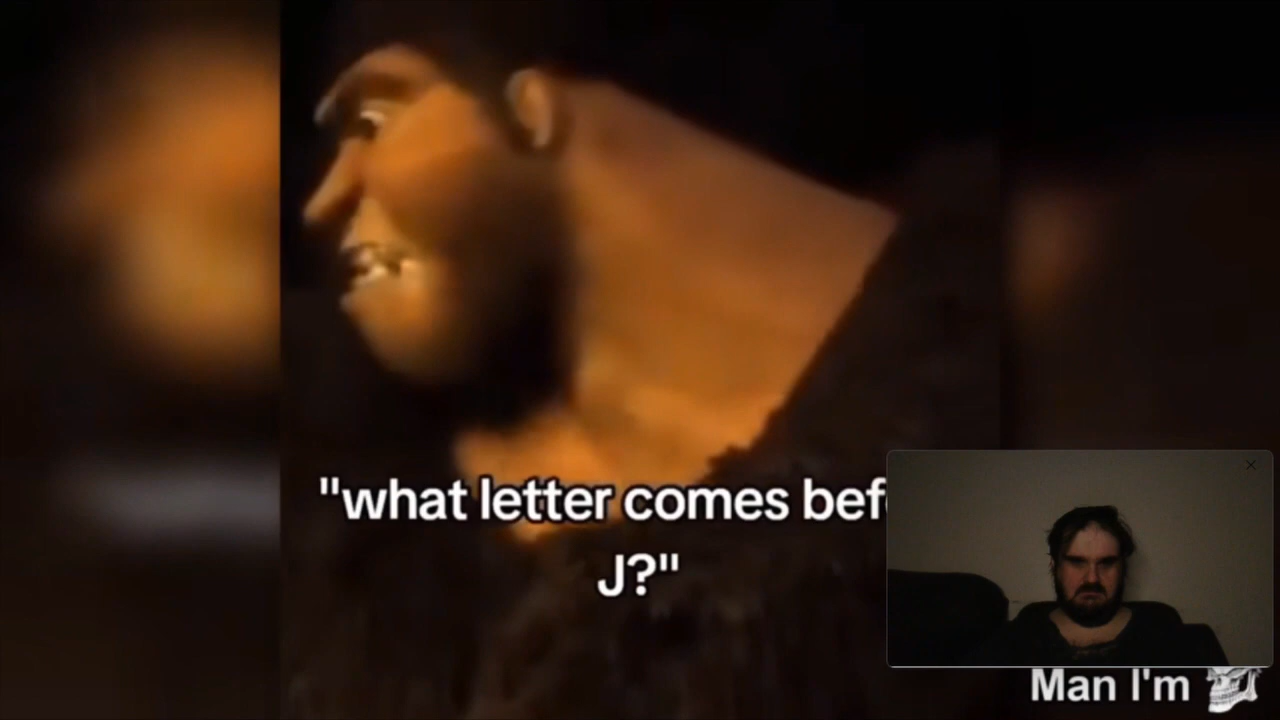 "what letter comes bef
J?"
Man I'm 💀